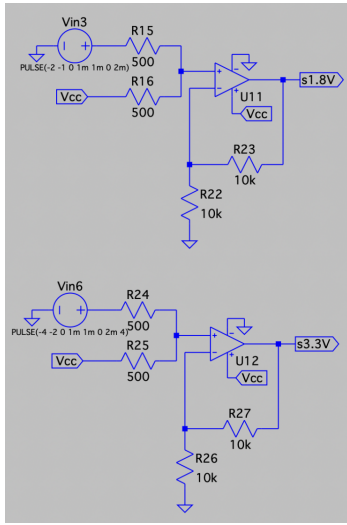 Vin3
R15
500
PULSE(-2 -1 0 1m 1m 0 2m)
R16
Vcc
500
U11
s1.8V
Vcc
R23
10k
R22
10k
Vin6
R24
500
PULSE(-4 -2 0 1m 1m 0 2m 4)
R25
Vcc
500
U12
s3.3V
Vcc
R27
10k
R26
10k